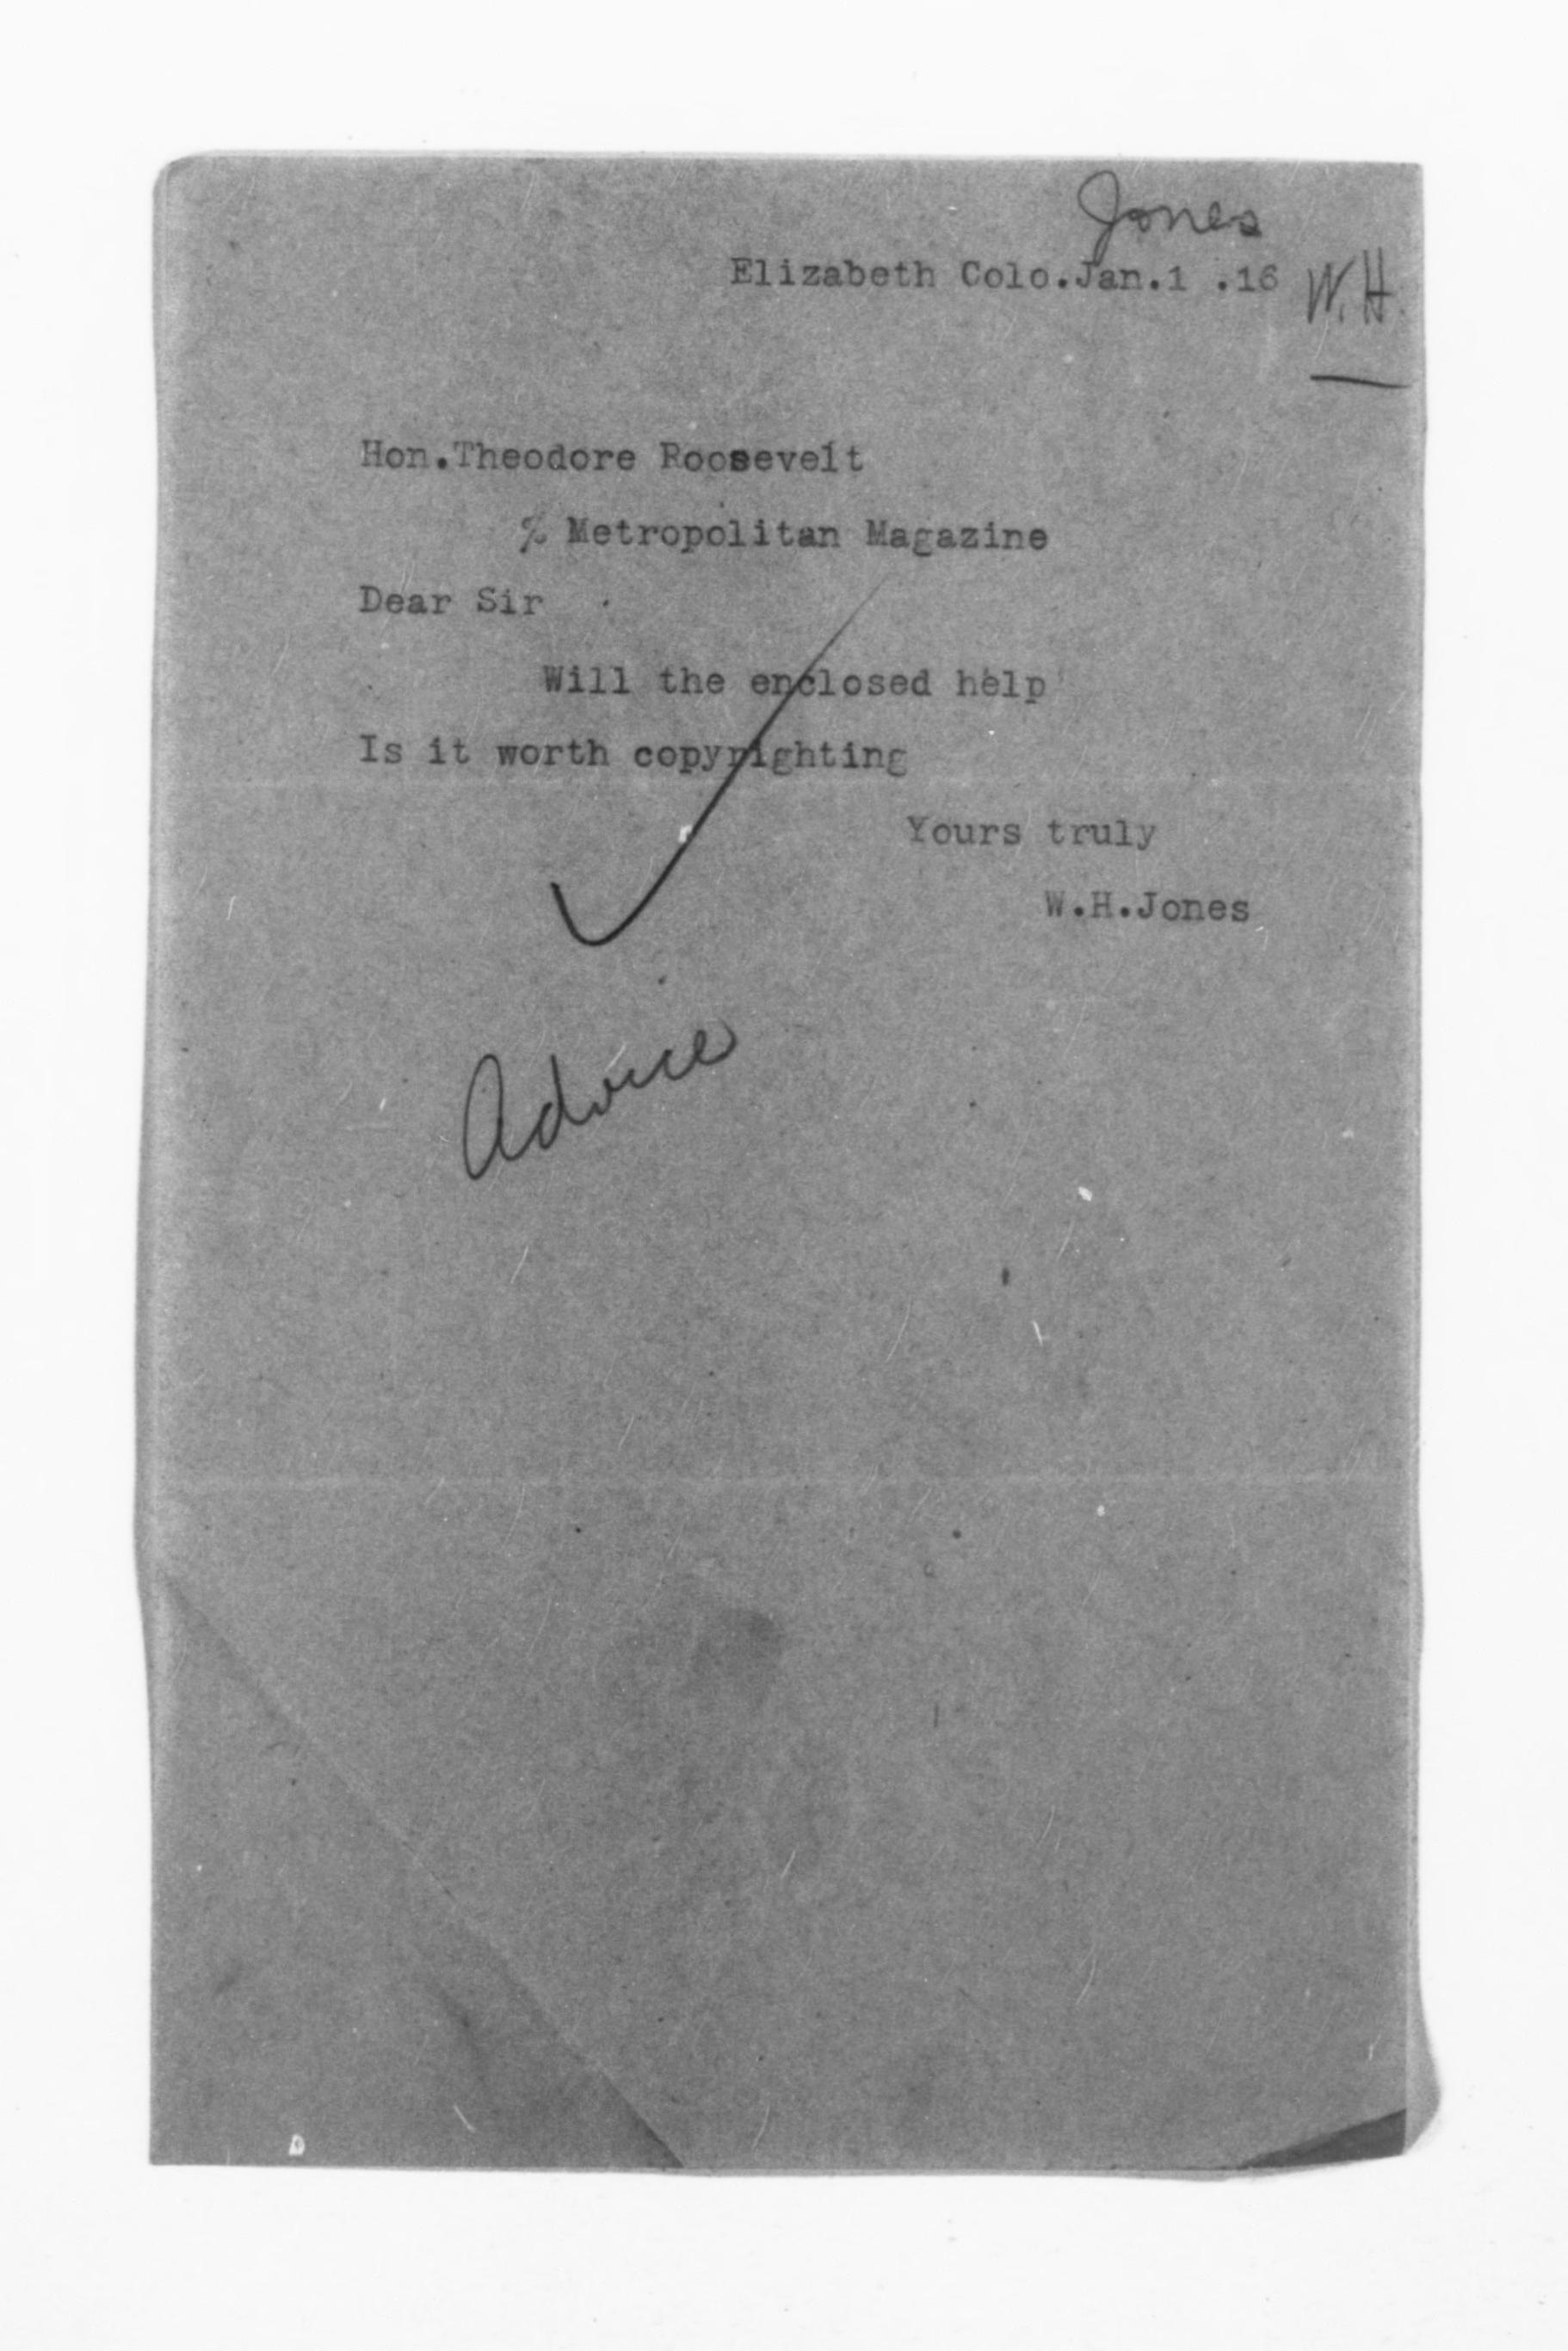 Jones
Elizabeth Colo.Jan.1 .16 W.H.
Hon.Theodore Roosevelt
% Metropolitan Magazine
Dear Sir
Will the enclosed help
Is it worth copyrighting
Yours truly
W.H.Jones
Advice